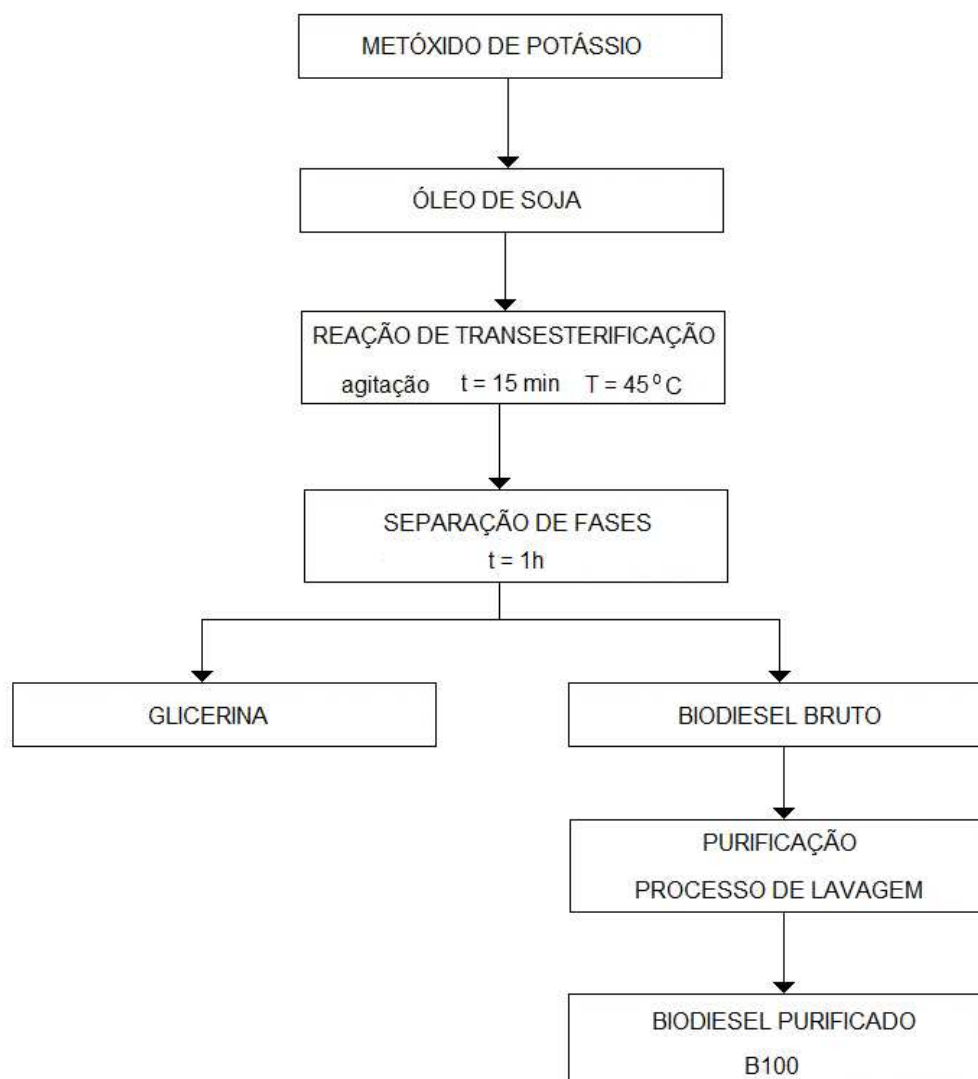 METÓXIDO DE POTÁSSIO
ÓLEO DE SOJA
REAÇÃO DE TRANSESTERIFICAÇÃO
agitação t = 15 min T = 45 º C
SEPARAÇÃO DE FASES
t = 1h
GLICERINA
BIODIESEL BRUTO
PURIFICAÇÃO
PROCESSO DE LAVAGEM
BIODIESEL PURIFICADO
B100